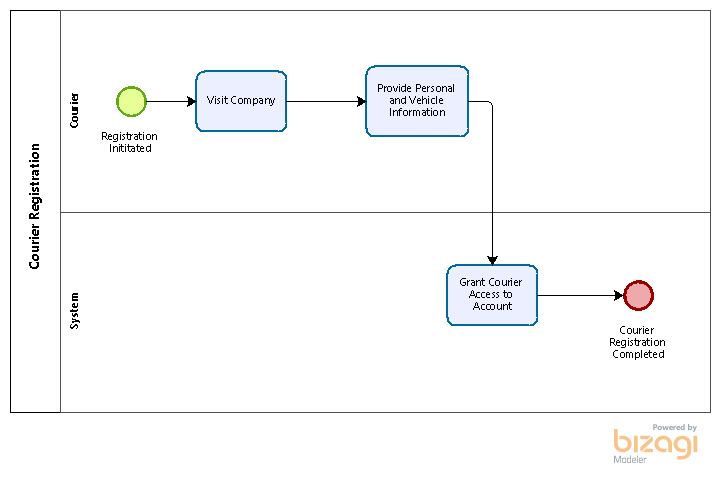 Courier Registration
Courier
Registration
Inititated
Visit Company
Provide Personal
and Vehicle
Information
System
Grant Courier
Access to
Account
Courier
Registration
Completed
Powered by
bizagi
Modeler